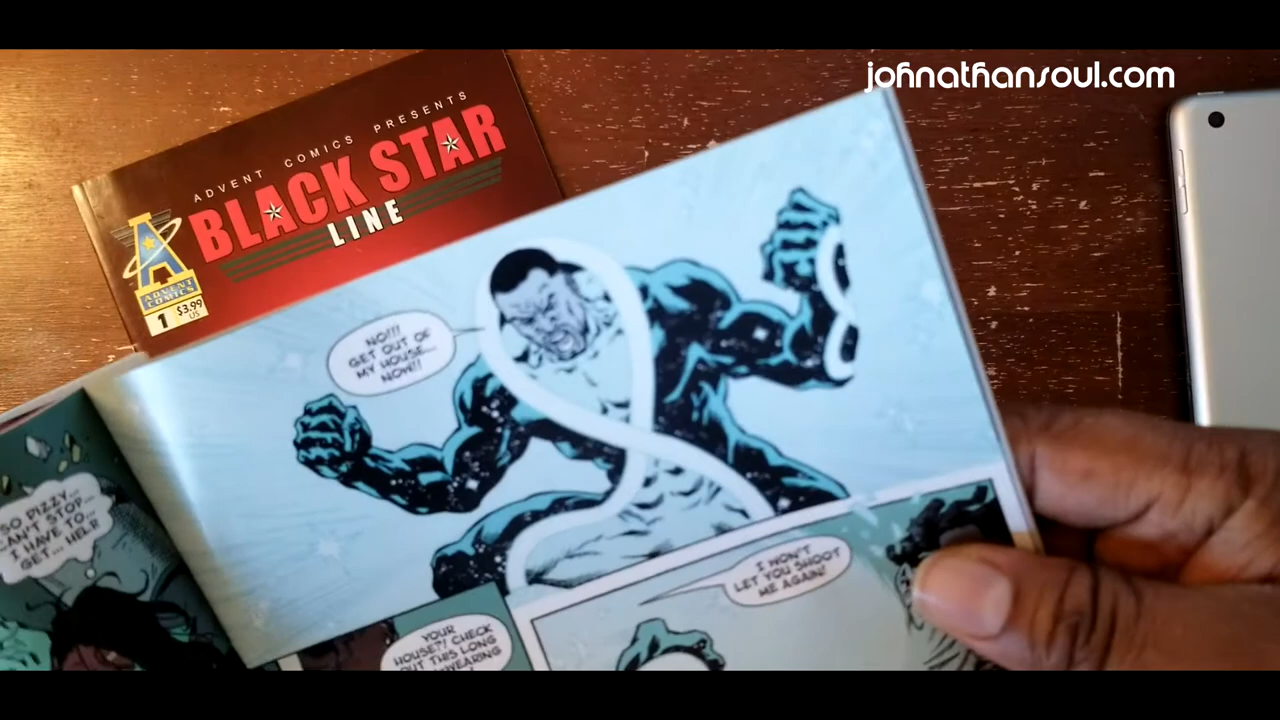 johnathansoul.com
ADVENT COMICS PRESENTS
BLACK STAR
LINE
A
ADVENT
COMICS
1 $3.99
US
NO!!!
GET OUT OF
MY HOUSE...
NOW!!
SO DIZZY...
CAN'T STOP...
I HAVE TO...
GET... HELP
I WON'T
LET YOU SHOOT
ME AGAIN!
YOUR
HOUSE?! CHECK
OUT THIS LONG